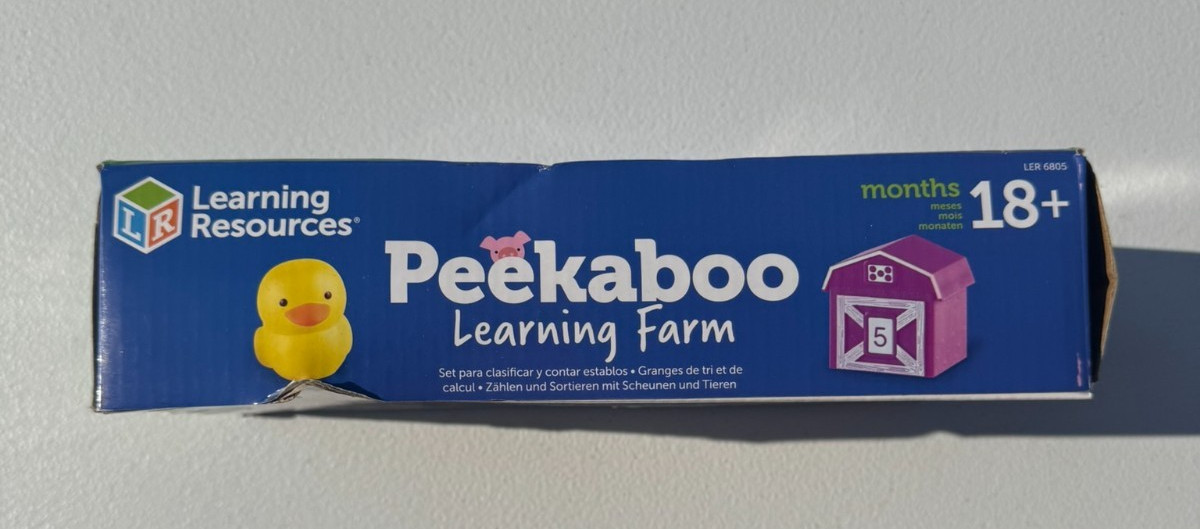 Learning
Resources®
LER 6805
months
meses
mois
monaten
18+
Peekaboo
Learning Farm
Set para clasificar y contar establos • Granges de tri et de
calcul • Zählen und Sortieren mit Scheunen und Tieren
L R
5